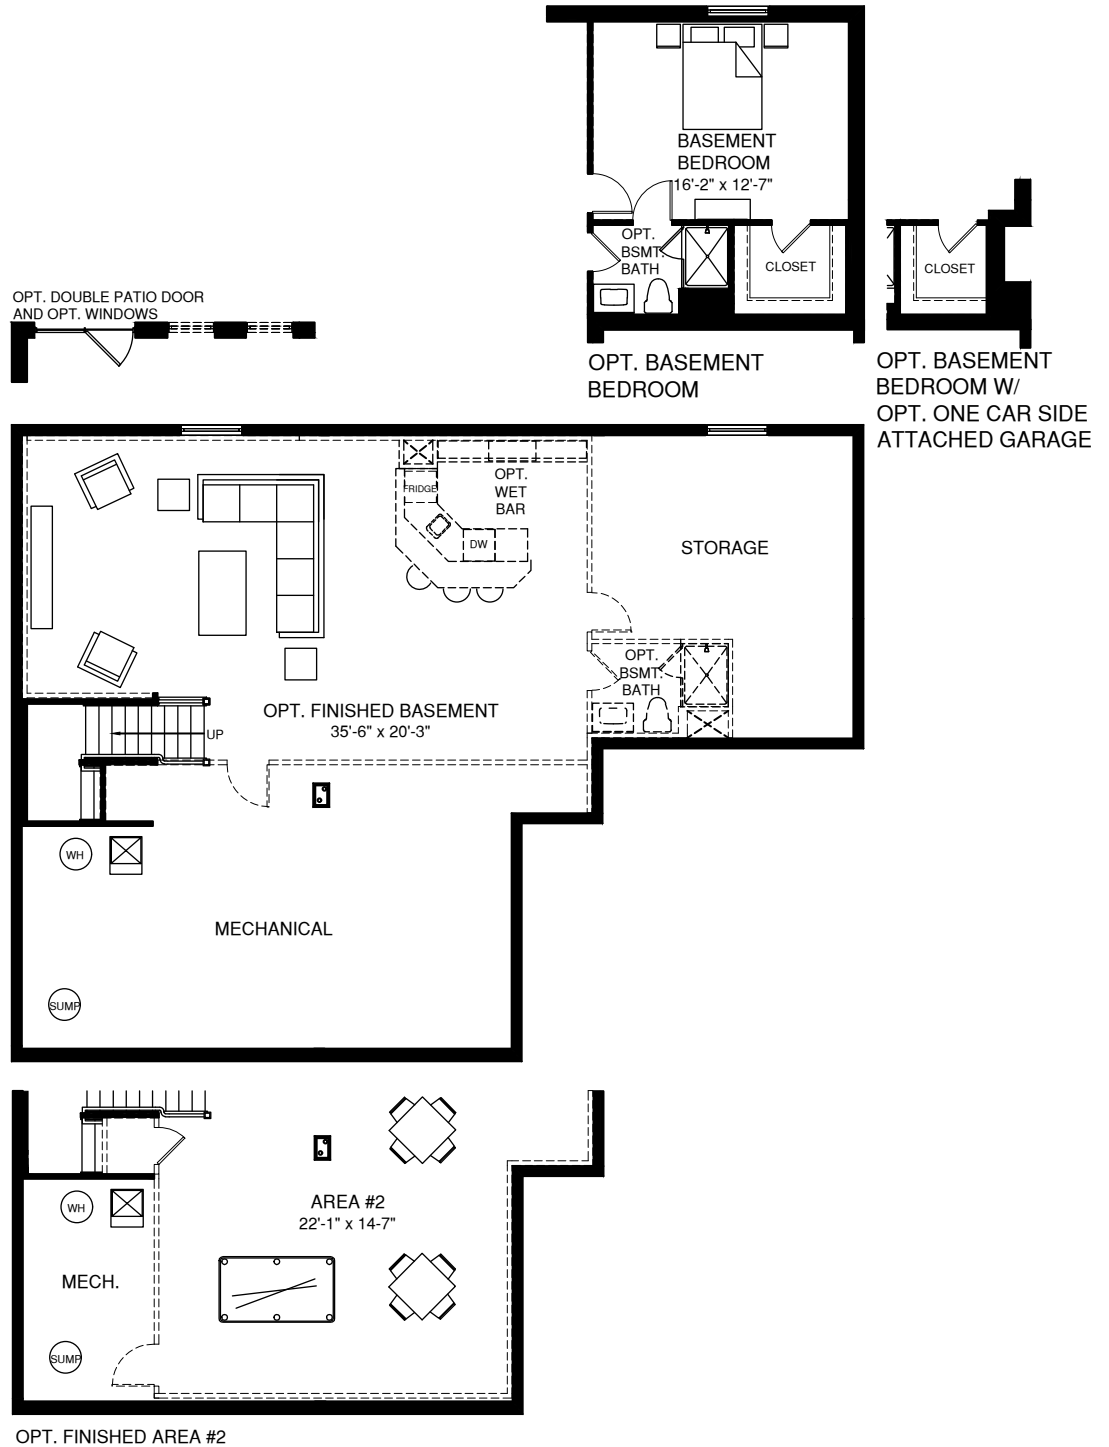 BASEMENT
BEDROOM
16'-2" x 12'-7"
OPT.
BSMT.
BATH
CLOSET
CLOSET
OPT. BASEMENT
BEDROOM
OPT. BASEMENT
BEDROOM W/
OPT. ONE CAR SIDE
ATTACHED GARAGE
OPT. DOUBLE PATIO DOOR
AND OPT. WINDOWS
FRIDGE
OPT.
WET
BAR
DW
STORAGE
OPT.
BSMT.
BATH
OPT. FINISHED BASEMENT
35'-6" x 20'-3"
UP
WH
MECHANICAL
SUMP
AREA #2
22'-1" x 14-7"
WH
MECH.
SUMP
OPT. FINISHED AREA #2